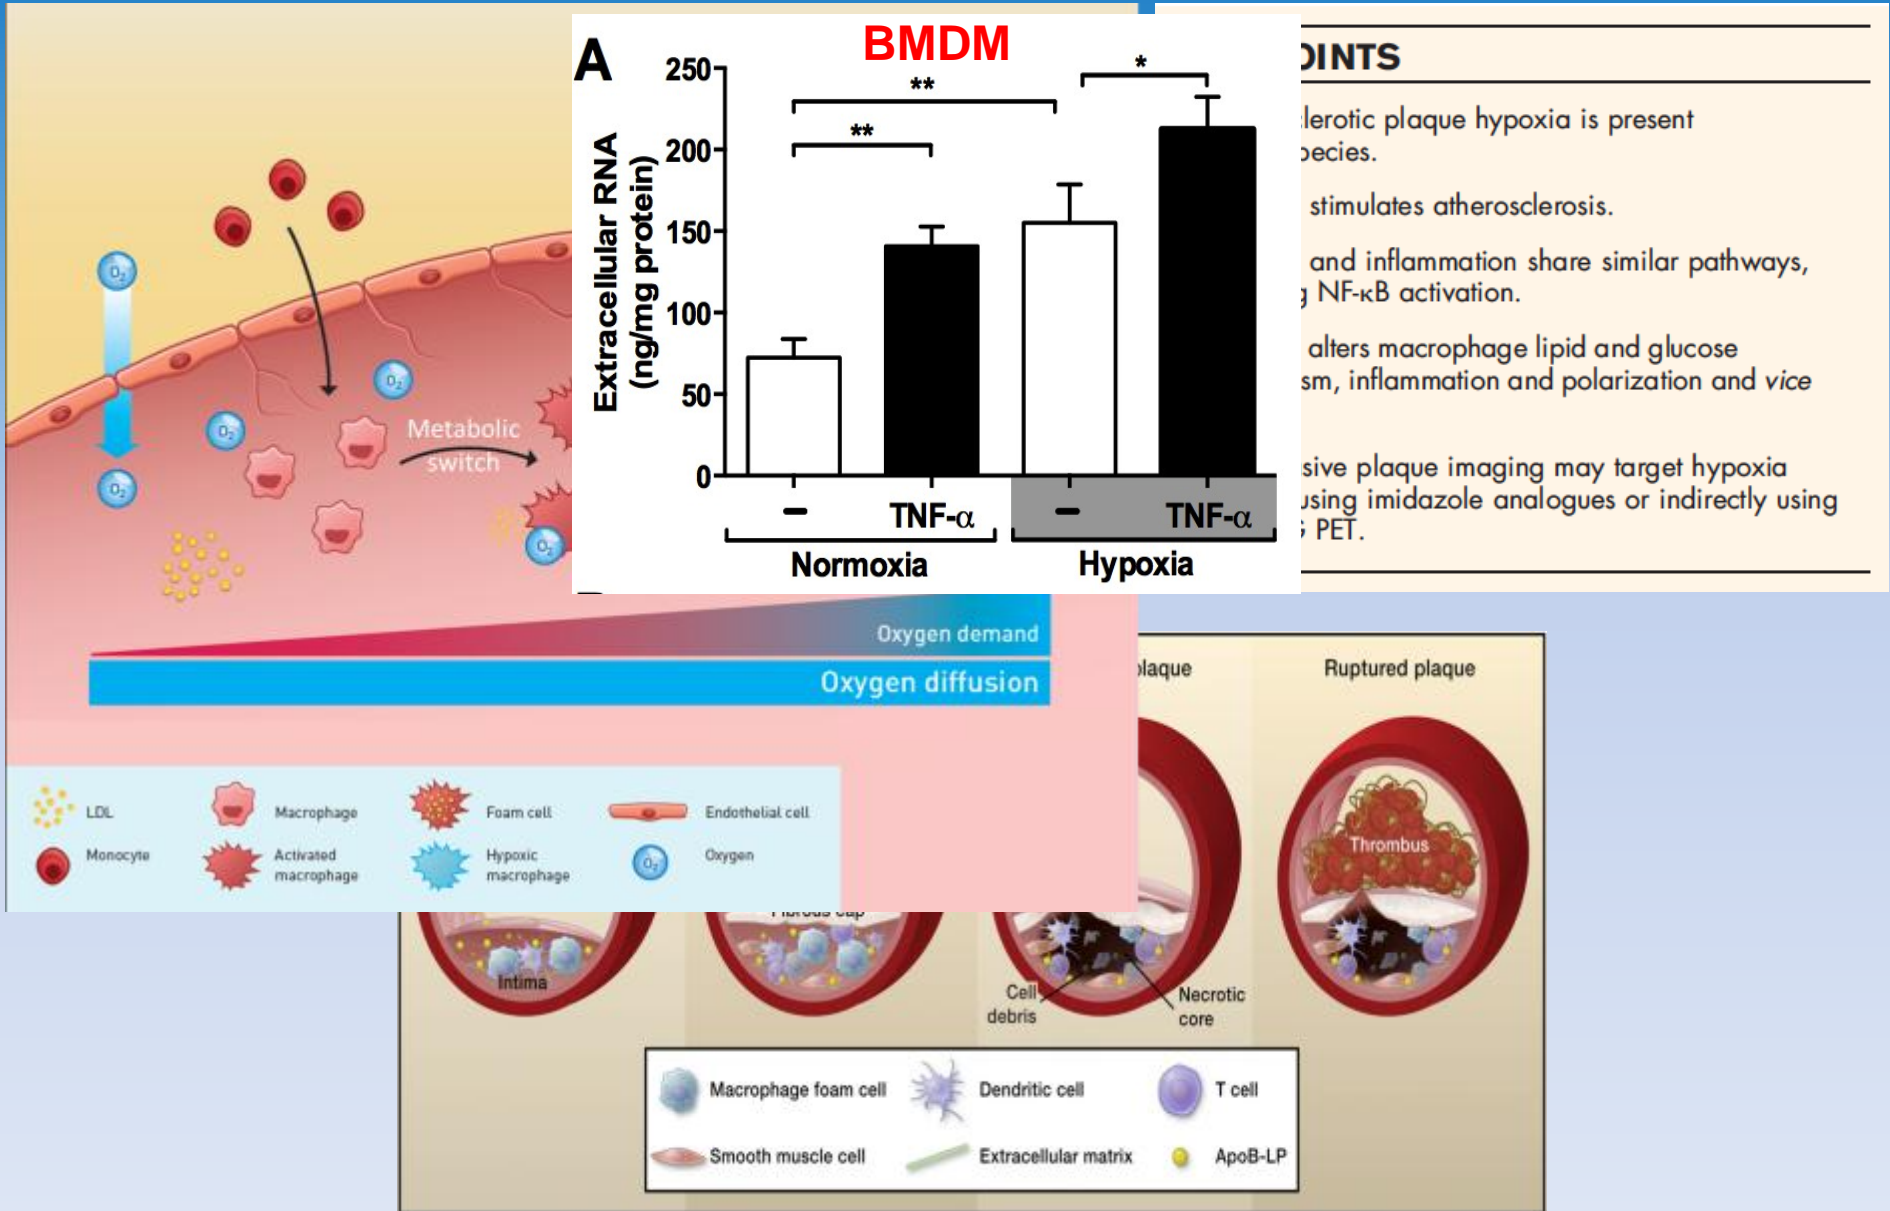 A
BMDM
Extracellular RNA
(ng/mg protein)
250
200
150
100
50
0
**
**
*
– TNF-α – TNF-α
Normoxia Hypoxia
OINTS
lerotic plaque hypoxia is present
pecies.
stimulates atherosclerosis.
and inflammation share similar pathways,
g NF-κB activation.
alters macrophage lipid and glucose
sm, inflammation and polarization and vice
sive plaque imaging may target hypoxia
using imidazole analogues or indirectly using
PET.
O2
O2
O2
O2
O2
Metabolic
switch
Oxygen demand
Oxygen diffusion
LDL
Macrophage
Foam cell
Endothelial cell
Monocyte
Activated
macrophage
Hypoxic
macrophage
O2
Oxygen
laque
Ruptured plaque
Thrombus
Intima
Cell
debris
Necrotic
core
Macrophage foam cell
Dendritic cell
T cell
Smooth muscle cell
Extracellular matrix
ApoB-LP